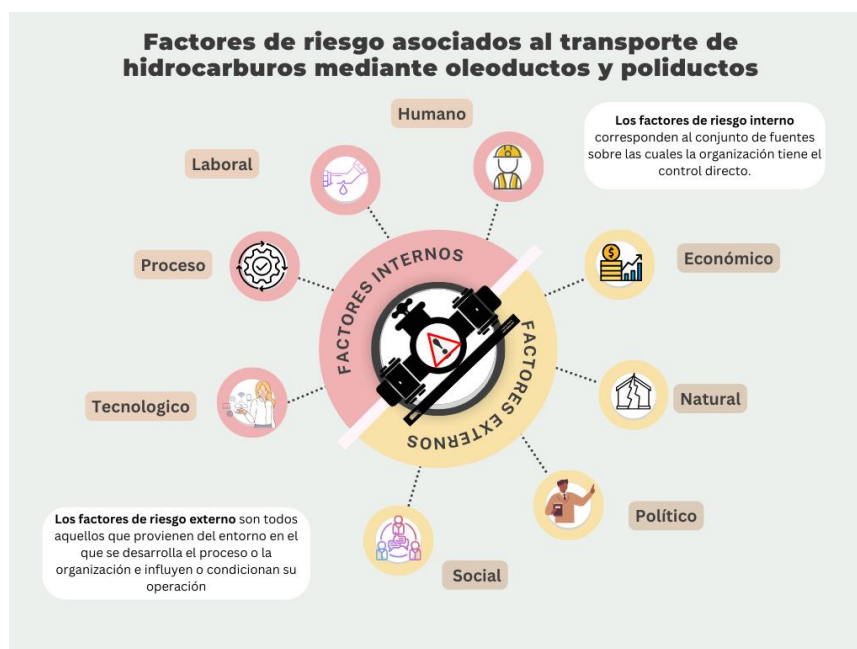 Factores de riesgo asociados al transporte de
hidrocarburos mediante oleoductos y poliductos
Humano
Los factores de riesgo interno
corresponden al conjunto de fuentes
sobre las cuales la organización tiene el
control directo.
Laboral
Proceso
Económico
FACTORES INTERNOS
FACTORES EXTERNOS
Tecnologico
Natural
Político
Social
Los factores de riesgo externo son todos
aquellos que provienen del entorno en el
que se desarrolla el proceso o la
organización e influyen o condicionan su
operación